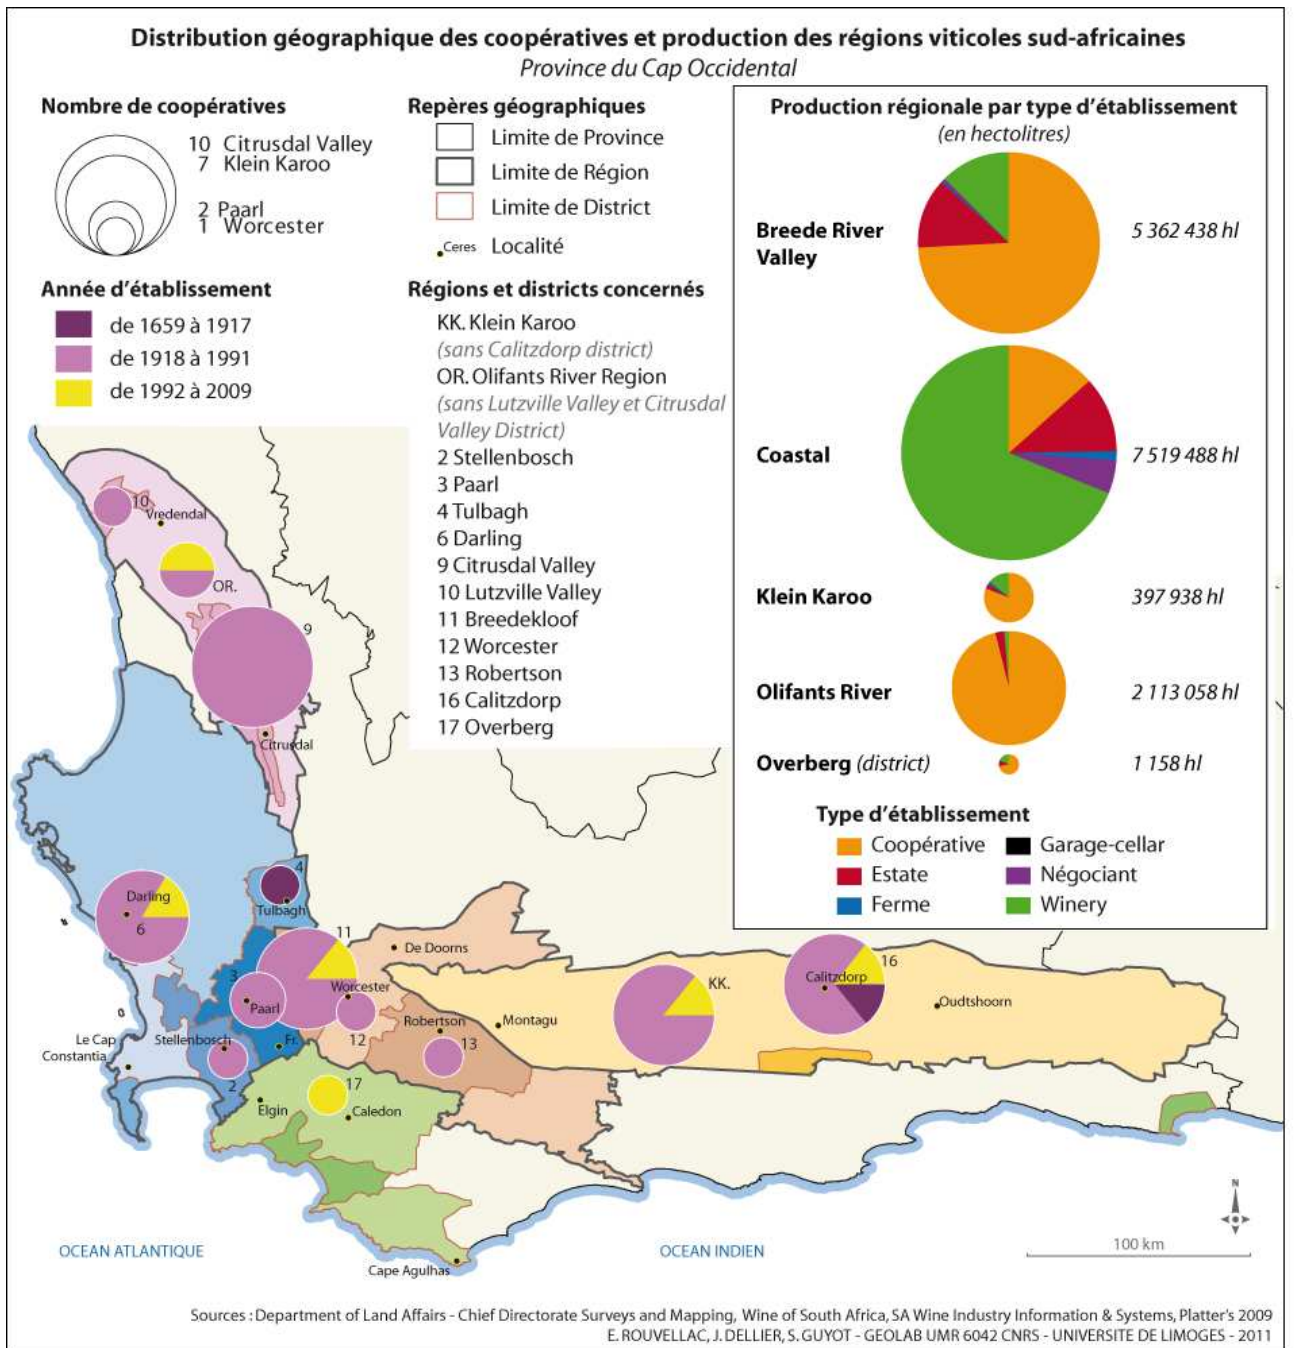 Distribution géographique des coopératives et production des régions viticoles sud-africaines
Province du Cap Occidental
Nombre de coopératives
10 Citrusdal Valley
7 Klein Karoo
2 Paarl
1 Worcester
Année d'établissement
de 1659 à 1917
de 1918 à 1991
de 1992 à 2009
Repères géographiques
Limite de Province
Limite de Région
Limite de District
Ceres Localité
Régions et districts concernés
KK. Klein Karoo
(sans Calitzdorp district)
OR. Olifants River Region
(sans Lutzville Valley et Citrusdal
Valley District)
2 Stellenbosch
3 Paarl
4 Tulbagh
6 Darling
9 Citrusdal Valley
10 Lutzville Valley
11 Breedekloof
12 Worcester
13 Robertson
16 Calitzdorp
17 Overberg
Production régionale par type d'établissement
(en hectolitres)
Breede River
Valley
5 362 438 hl
Coastal
7 519 488 hl
Klein Karoo
397 938 hl
Olifants River
2 113 058 hl
Overberg (district)
1 158 hl
Type d'établissement
Coopérative
Garage-cellar
Estate
Négociant
Ferme
Winery
10
Vredendal
OR.
9
Citrusdal
4
Tulbagh
Darling
6
11
De Doorns
3
Paarl
Worcester
12
KK.
16
Calitzdorp
Oudtshoorn
Robertson
Montagu
13
Le Cap
Constantia
Stellenbosch
2
Fr.
17
Elgin
Caledon
Cape Agulhas
OCEAN ATLANTIQUE
OCEAN INDIEN
N
100 km
Sources : Department of Land Affairs - Chief Directorate Surveys and Mapping, Wine of South Africa, SA Wine Industry Information & Systems, Platter's 2009
E. ROUVELLAC, J. DELLIER, S. GUYOT - GEOLAB UMR 6042 CNRS - UNIVERSITE DE LIMOGES - 2011